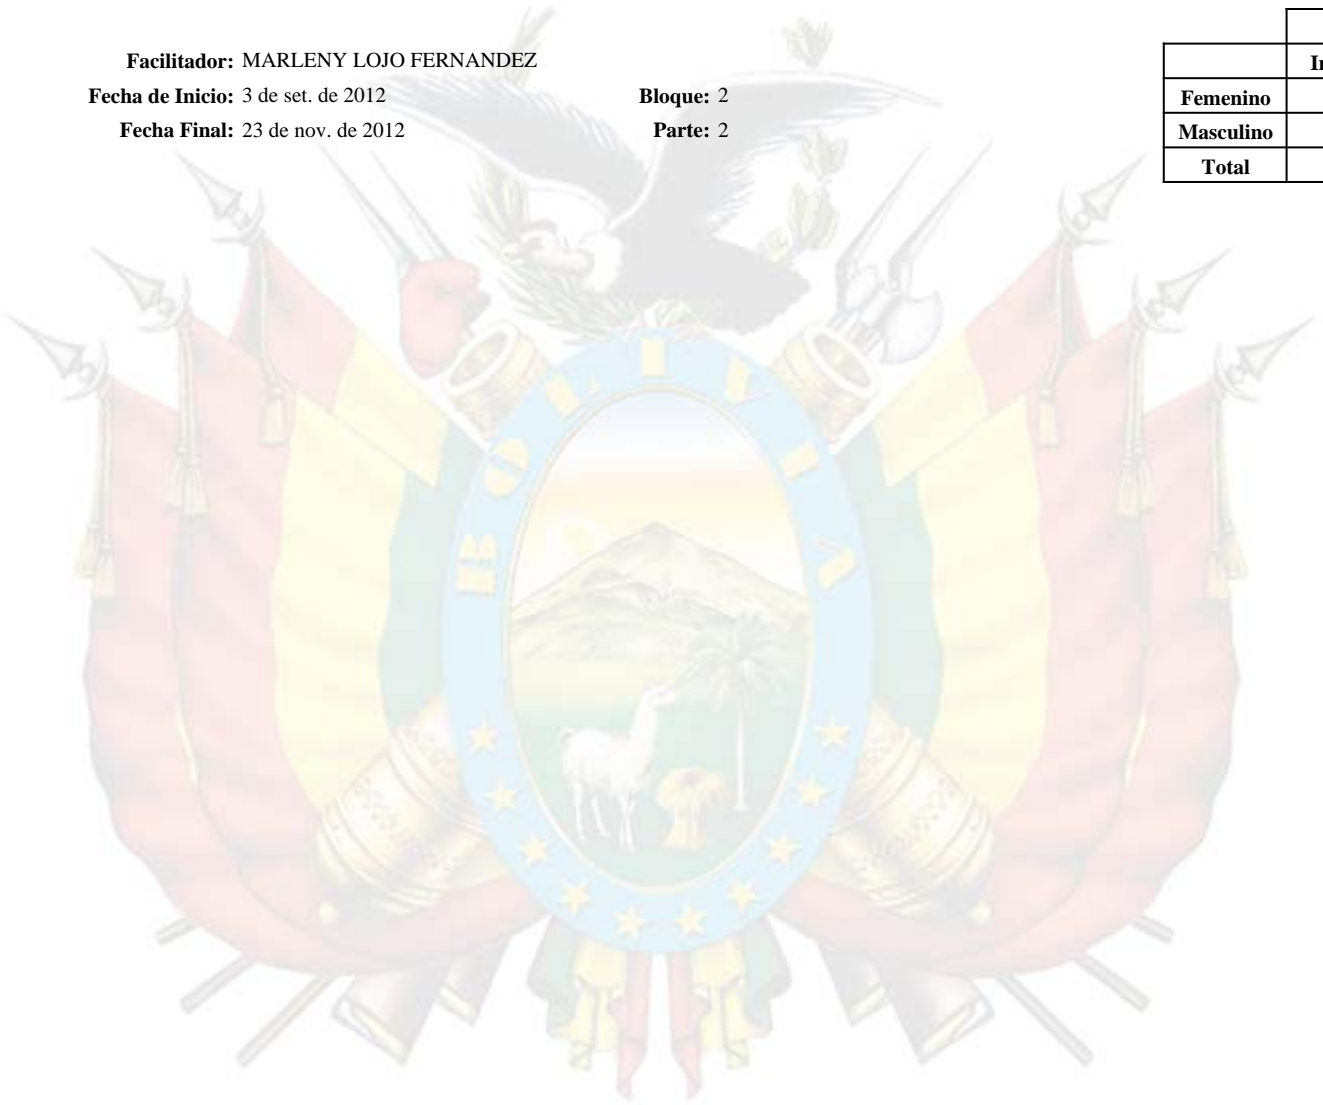 Facilitador: MARLENY LOJO FERNANDEZ
Fecha de Inicio: 3 de set. de 2012 Bloque: 2
Fecha Final: 23 de nov. de 2012 Parte: 2
Femenino
Masculino
Total
BOLIVIA